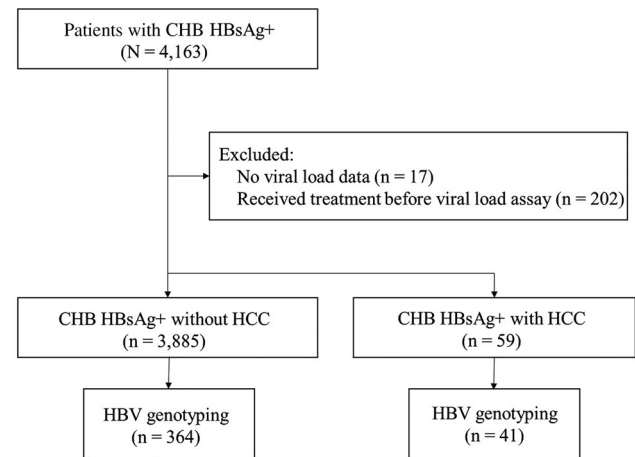 Patients with CHB HBsAg+
(N = 4,163)
Excluded:
No viral load data (n = 17)
Received treatment before viral load assay (n = 202)
CHB HBsAg+ without HCC
(n = 3,885)
CHB HBsAg+ with HCC
(n = 59)
HBV genotyping
(n = 364)
HBV genotyping
(n = 41)